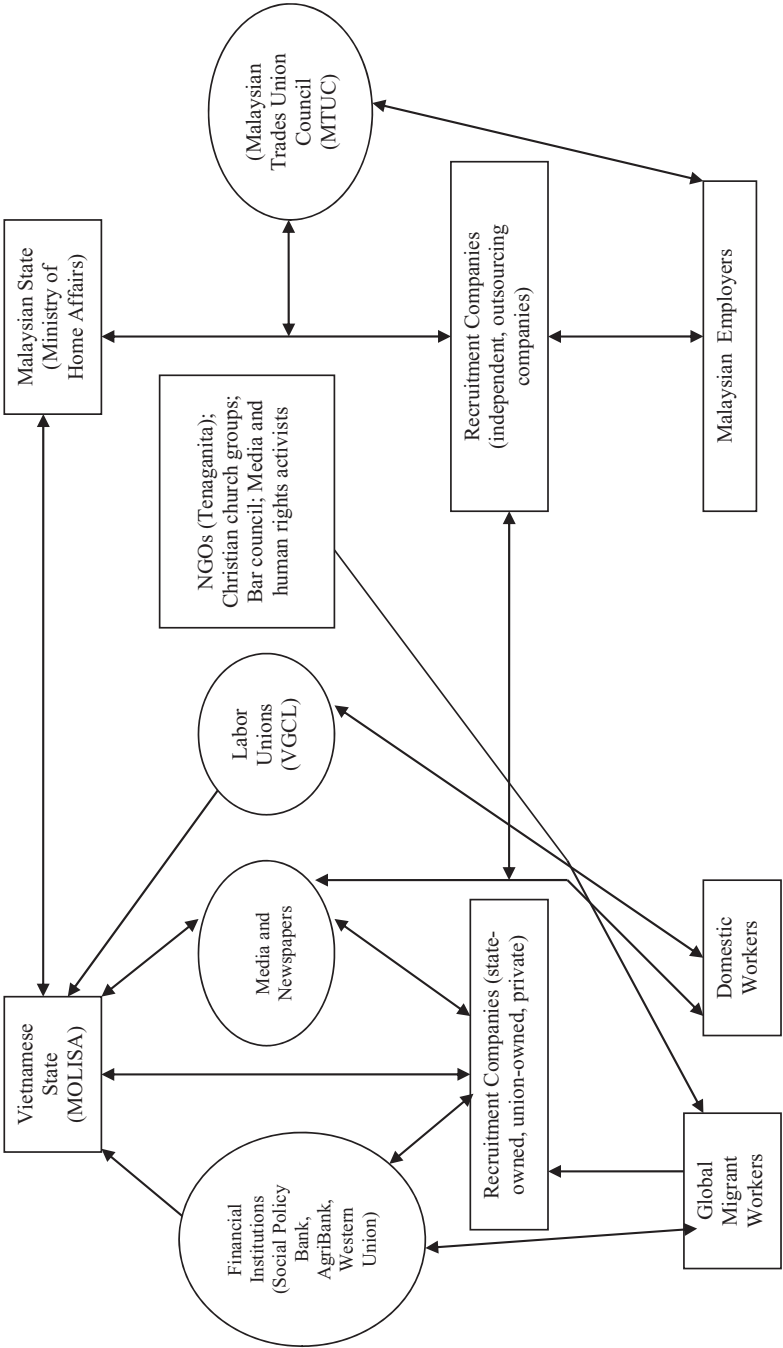 Vietnamese
State
(MOLISA)
Malaysian State
(Ministry of
Home Affairs)
Financial
Institutions
(Social Policy
Bank,
AgriBank,
Western
Union)
Media and
Newspapers
Labor
Unions
(VGCL)
NGOs (Tenaganita);
Christian church groups;
Bar council; Media and
human rights activists
(Malaysian
Trades Union
Council
(MTUC)
Recruitment Companies (state-
owned, union-owned, private)
Recruitment Companies
(independent, outsourcing
companies)
Global
Migrant
Workers
Domestic
Workers
Malaysian Employers